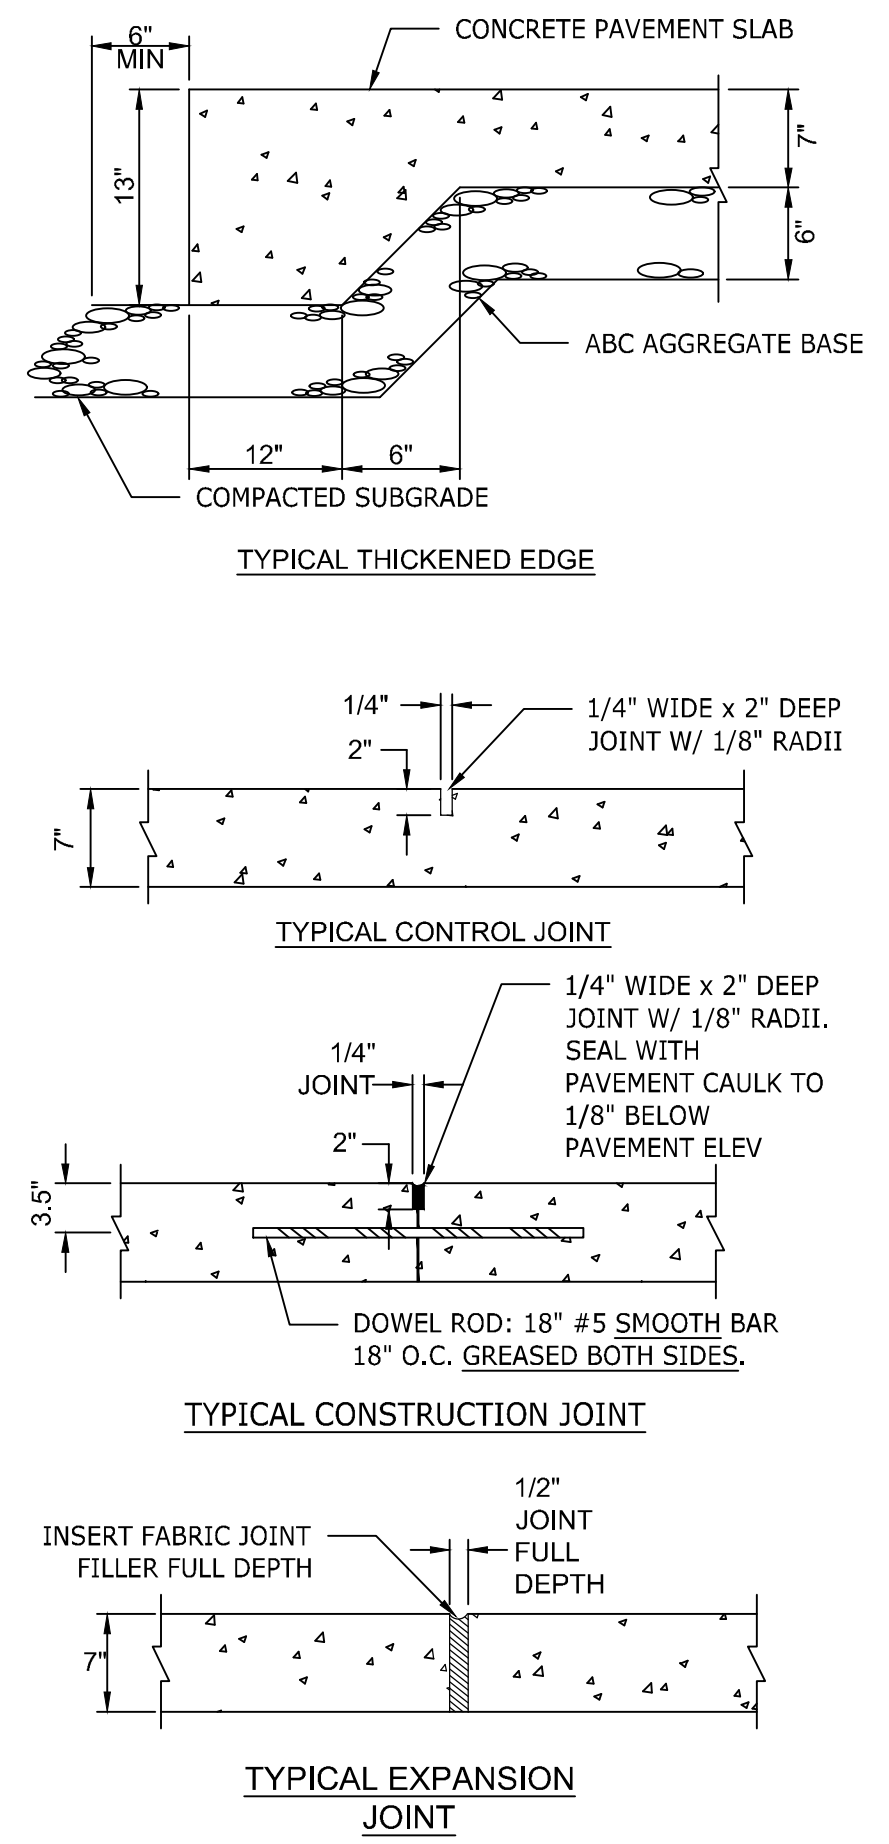 CONCRETE PAVEMENT SLAB
6"
MIN
13"
7"
6"
ABC AGGREGATE BASE
12"
6"
COMPACTED SUBGRADE
TYPICAL THICKENED EDGE
1/4"
1/4" WIDE x 2" DEEP
JOINT W/ 1/8" RADII
2"
7"
TYPICAL CONTROL JOINT
1/4" WIDE x 2" DEEP
JOINT W/ 1/8" RADII.
SEAL WITH
PAVEMENT CAULK TO
1/8" BELOW
PAVEMENT ELEV
1/4"
JOINT
2"
3.5"
DOWEL ROD: 18" #5 SMOOTH BAR
18" O.C. GREASED BOTH SIDES.
TYPICAL CONSTRUCTION JOINT
1/2"
JOINT
FULL
DEPTH
INSERT FABRIC JOINT
FILLER FULL DEPTH
7"
TYPICAL EXPANSION
JOINT